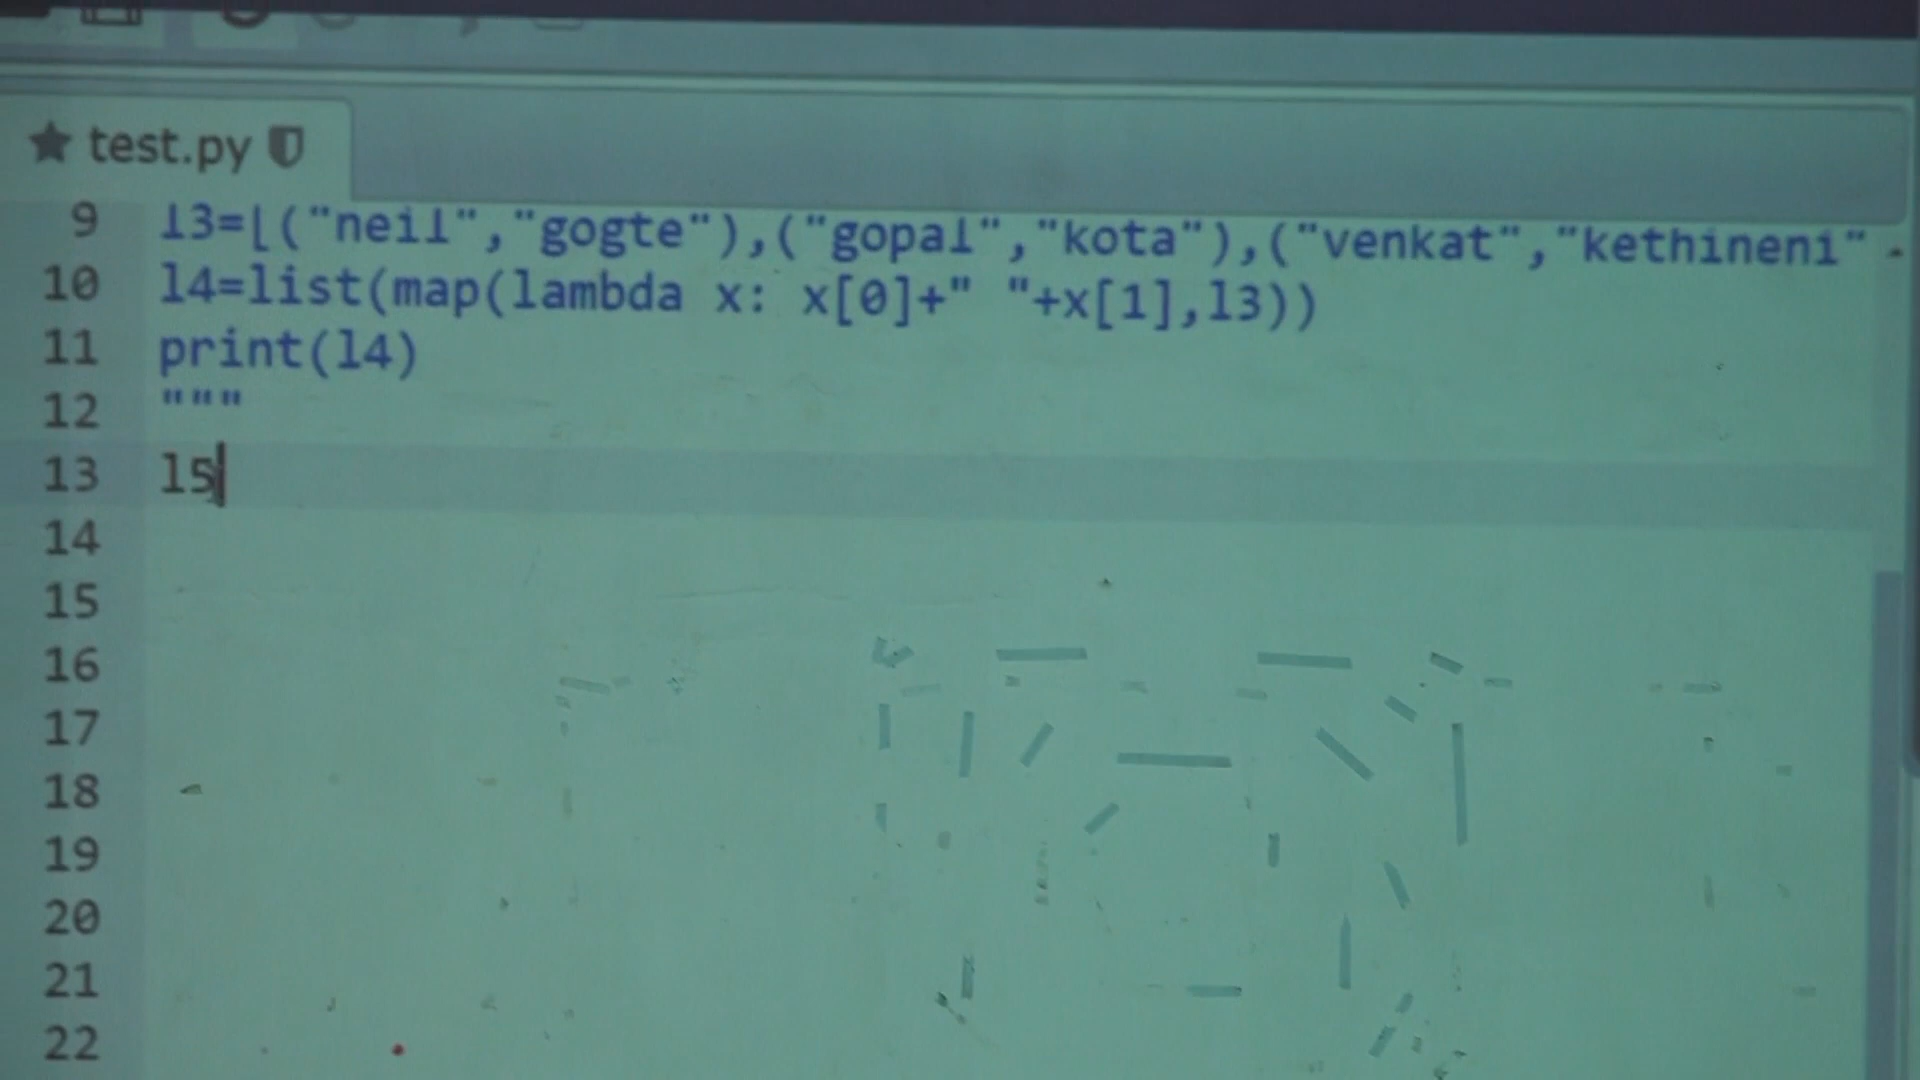 test.py
9 l3=[("neil","gogte"),("gopal","kota"),("venkat","kethineni"
10 l4=list(map(lambda x: x[0]+" "+x[1],l3))
11 print(l4)
12 """
13 l5
14
15
16
17
18
19
20
21
22